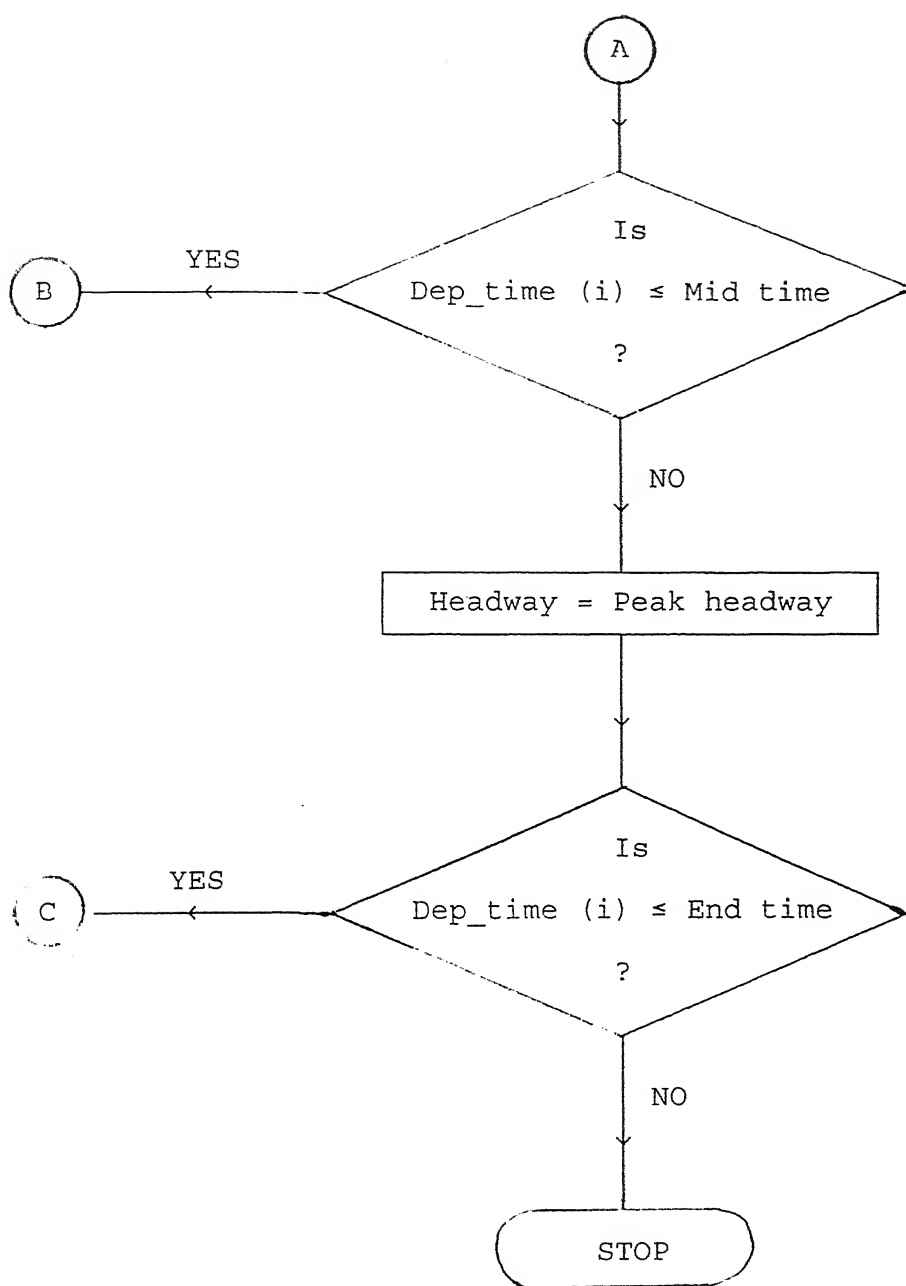 A
Is
YES
B
Dep_time (i) ≤ Mid time
?
NO
Headway = Peak headway
Is
YES
C
Dep_time (i) ≤ End time
?
NO
STOP